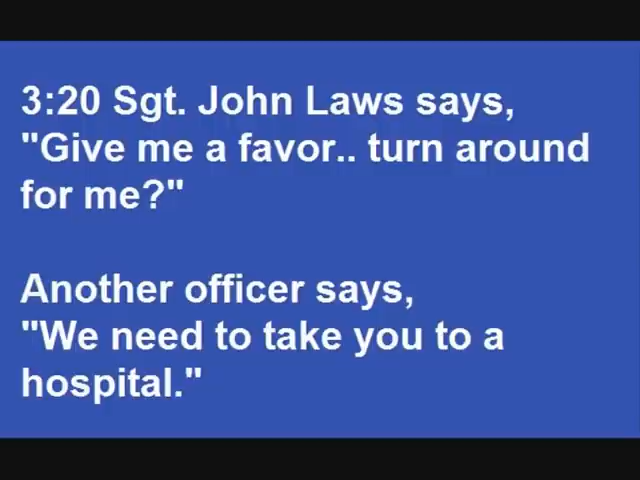 3:20 Sgt. John Laws says,
"Give me a favor.. turn around
for me?"
Another officer says,
"We need to take you to a
hospital."